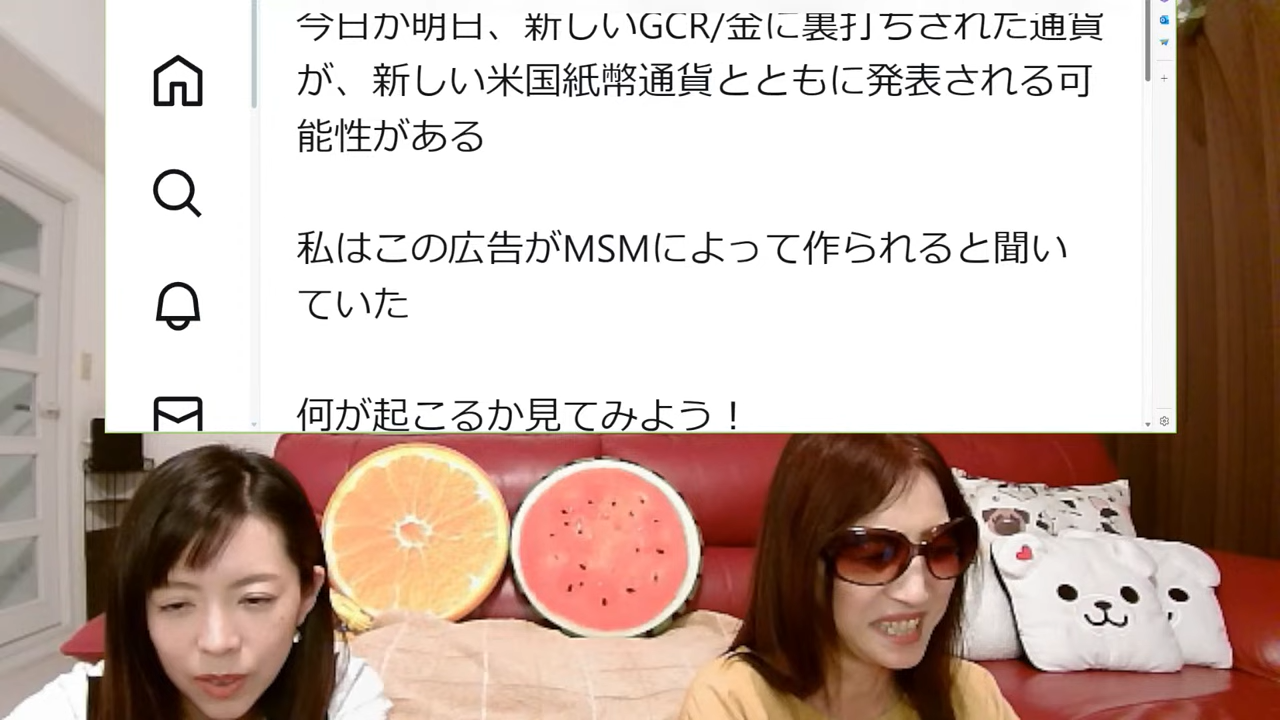 今日か明日、新しいGCR/金に裏打ちされた通貨
が、新しい米国紙幣通貨とともに発表される可
能性がある
私はこの広告がMSMによって作られると聞い
ていた
何が起こるか見てみよう！